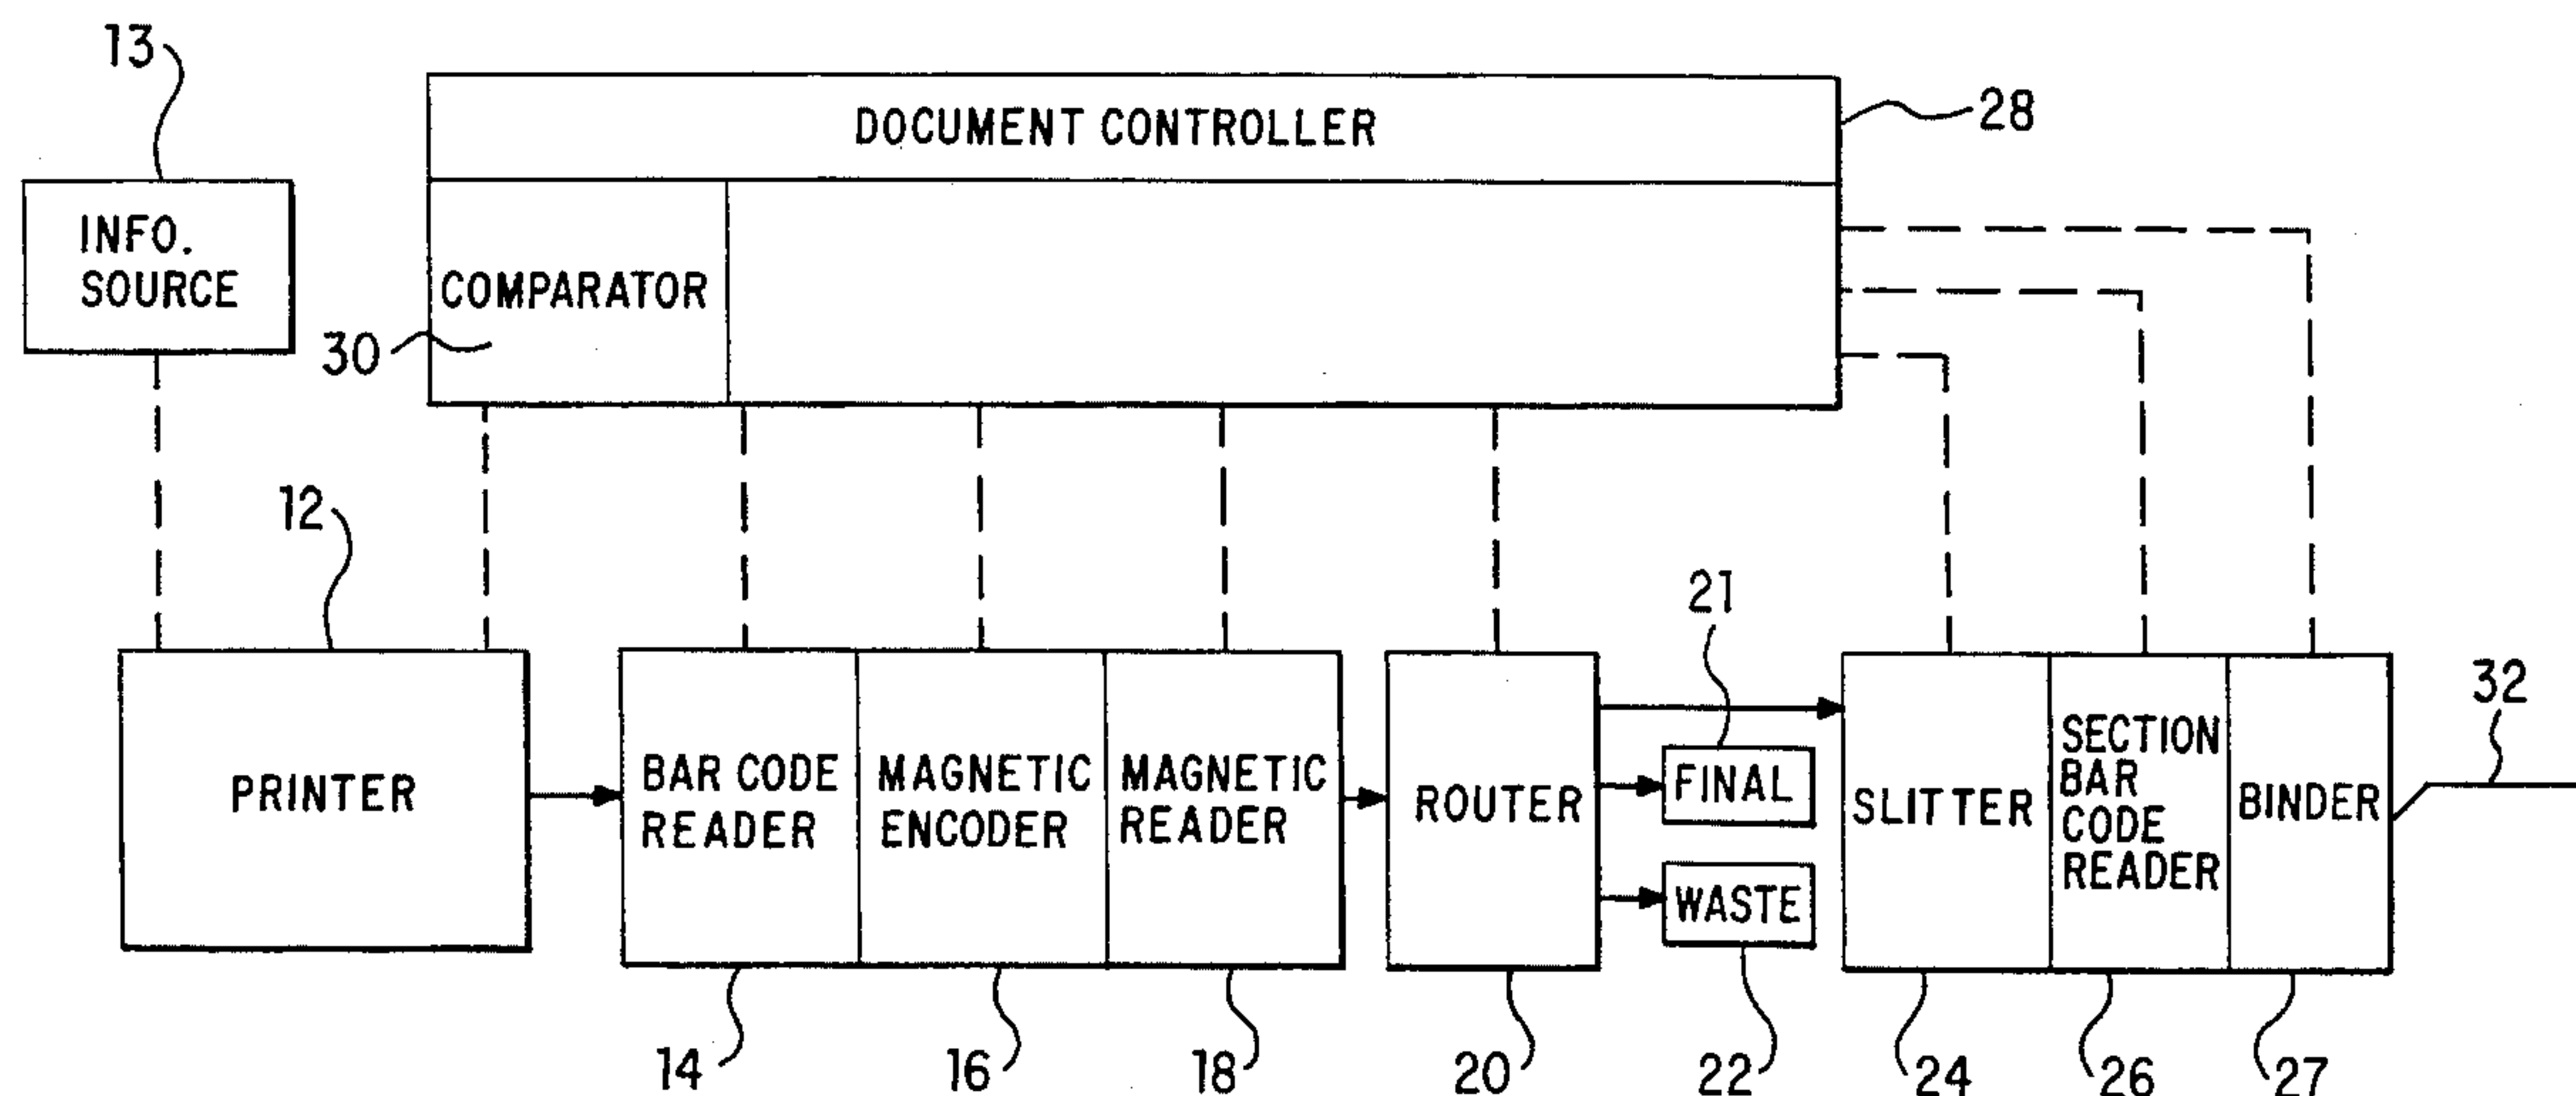 13
DOCUMENT CONTROLLER
28
INFO.
SOURCE
COMPARATOR
30
12
21
32
PRINTER
BAR CODE
READER
MAGNETIC
ENCODER
MAGNETIC
READER
ROUTER
FINAL
WASTE
SLITTER
SECTION
BAR
CODE
READER
BINDER
14
16
18
20
22
24
26
27